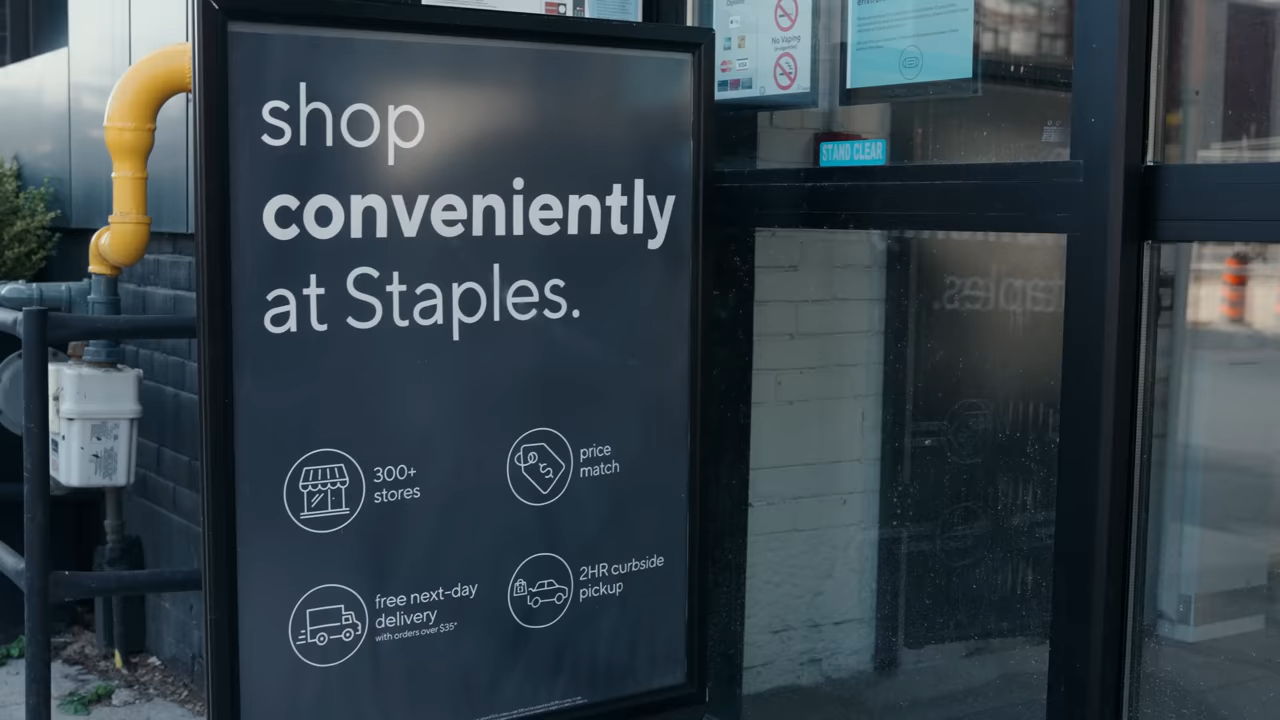 shop
conveniently
at Staples.
300+
stores
price
match
free next-day
delivery
with orders over $35*
2HR curbside
pickup
No Vaping
VISA
STAND CLEAR